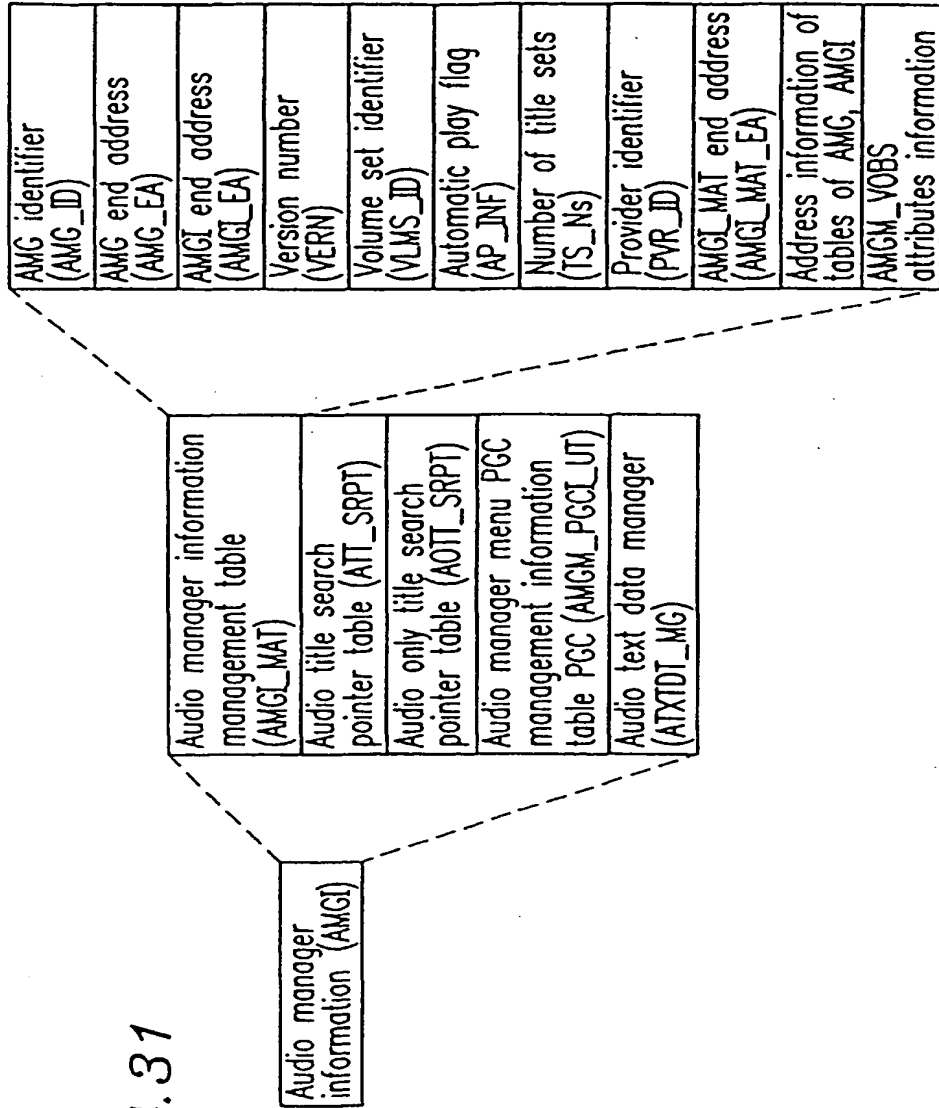 .31
Audio manager
information (AMGI)
Audio manager information
management table
(AMGI_MAT)
Audio title search
pointer table (ATT_SRPT)
Audio only title search
pointer table (AOTT_SRPT)
Audio manager menu PGC
management information
table PGC (AMGM_PGCI_UT)
Audio text data manager
(ATXTDT_MG)
AMG identifier
(AMG_ID)
AMG end address
(AMG_EA)
AMGI end address
(AMGI_EA)
Version number
(VERN)
Volume set identifier
(VLMS_ID)
Automatic play flag
(AP_INF)
Number of title sets
(TS_Ns)
Provider identifier
(PVR_ID)
AMGI_MAT end address
(AMGI_MAT_EA)
Address information of
tables of AMG, AMGI
AMGM_VOBS
attributes information